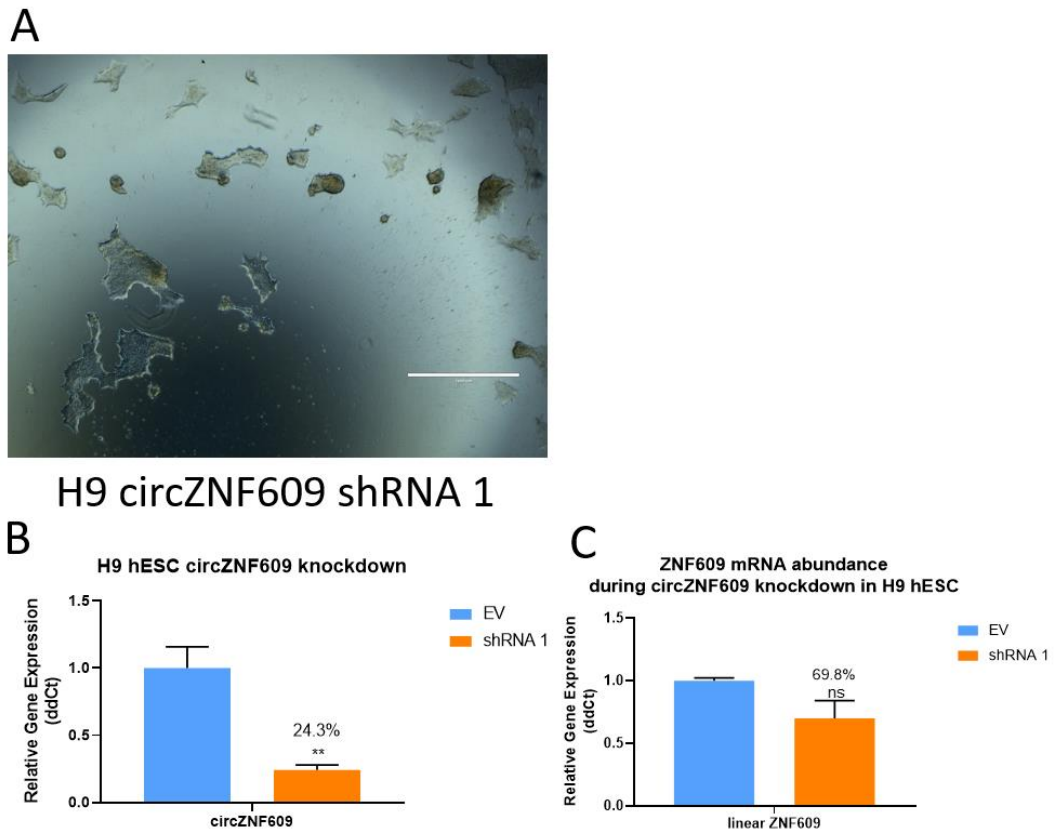 A
H9 circZNF609 shRNA 1
B
H9 hESC circZNF609 knockdown
Relative Gene Expression
(ddCt)
1.5
1.0
0.5
0.0
24.3%
**
circZNF609
EV
shRNA 1
C
ZNF609 mRNA abundance
during circZNF609 knockdown in H9 hESC
Relative Gene Expression
(ddCt)
1.5
1.0
0.5
0.0
69.8%
ns
linear ZNF609
EV
shRNA 1